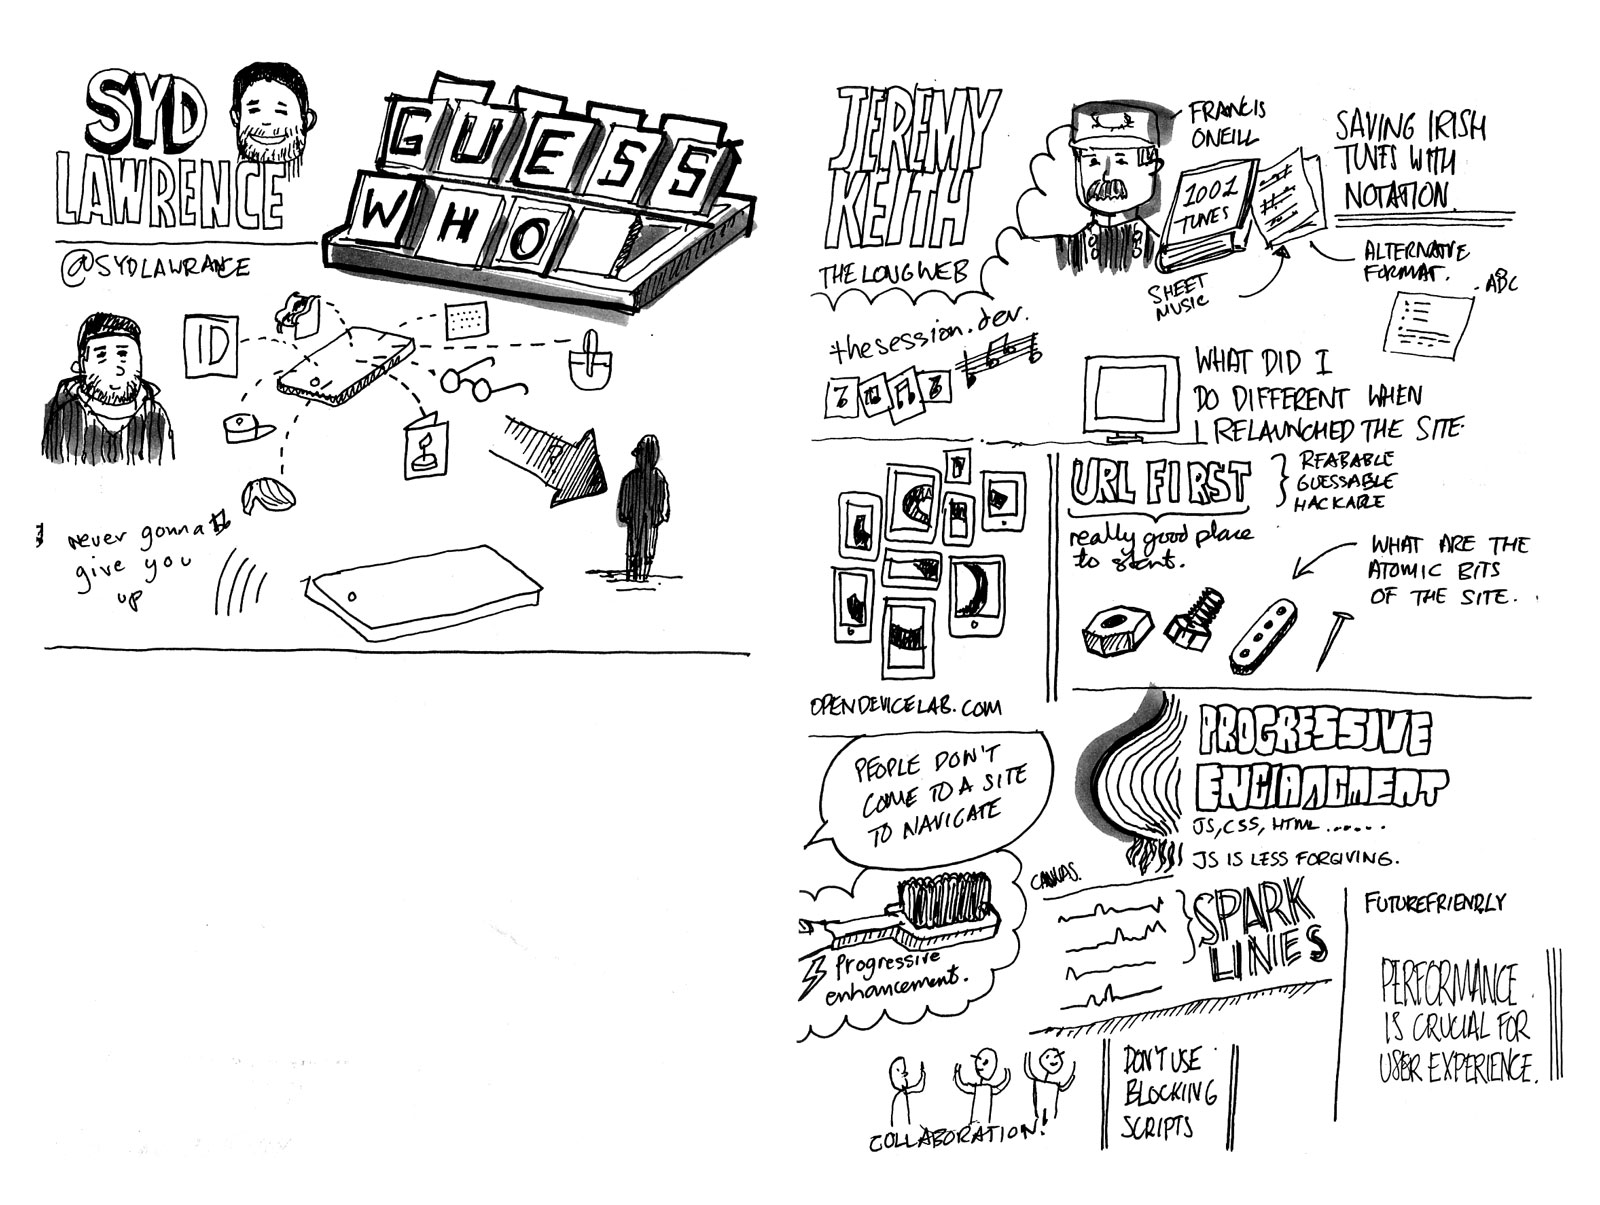 SYD
LAWRENCE
@SYDLAWRANCE
GUESS
WHO
ID
never gonna
give you
up
JEREMY
KEITH
THE LONG WEB
FRANCIS
ONEILL
1001
TUNES
SAVING IRISH
TUNES WITH
NOTATION.
SHEET
MUSIC
ALTERNATIVE
FORMAT.
.ABC
thesession.dev.
WHAT DID I
DO DIFFERENT WHEN
I RELAUNCHED THE SITE.
URL FIRST
REABABLE
GUESSABLE
HACKABLE
really good place
to start.
WHAT ARE THE
ATOMIC BITS
OF THE SITE...
OPENDEVICELAB.COM
PEOPLE DON'T
COME TO A SITE
TO NAVIGATE
Progressive
enhancement.
PROGRESSIVE
ENCHANCMENT
JS, CSS, HTML.......
JS IS LESS FORGIVING.
CANVAS.
SPARK
LINES
FUTUREFRIENDLY
PERFORMANCE
IS CRUCIAL FOR
USER EXPERIENCE.
COLLABORATION!
DON'T USE
BLOCKING
SCRIPTS